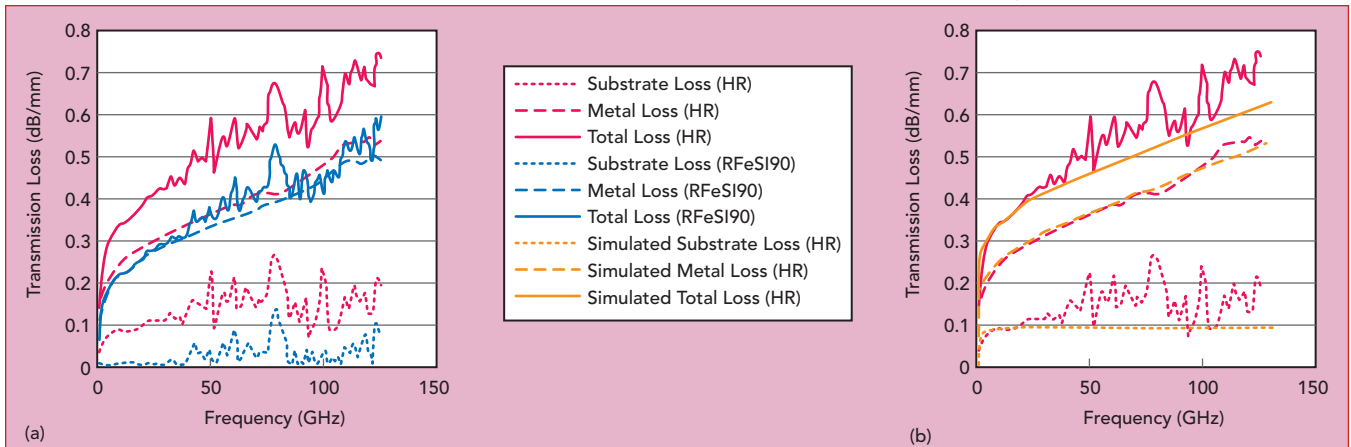 0.8
0.7
0.6
0.5
0.4
0.3
0.2
0.1
0
Transmission Loss (dB/mm)
0 50 100 150
Frequency (GHz)
(a)
Substrate Loss (HR)
Metal Loss (HR)
Total Loss (HR)
Substrate Loss (RFeSI90)
Metal Loss (RFeSI90)
Total Loss (RFeSI90)
Simulated Substrate Loss (HR)
Simulated Metal Loss (HR)
Simulated Total Loss (HR)
0.8
0.7
0.6
0.5
0.4
0.3
0.2
0.1
0
Transmission Loss (dB/mm)
0 50 100 150
Frequency (GHz)
(b)